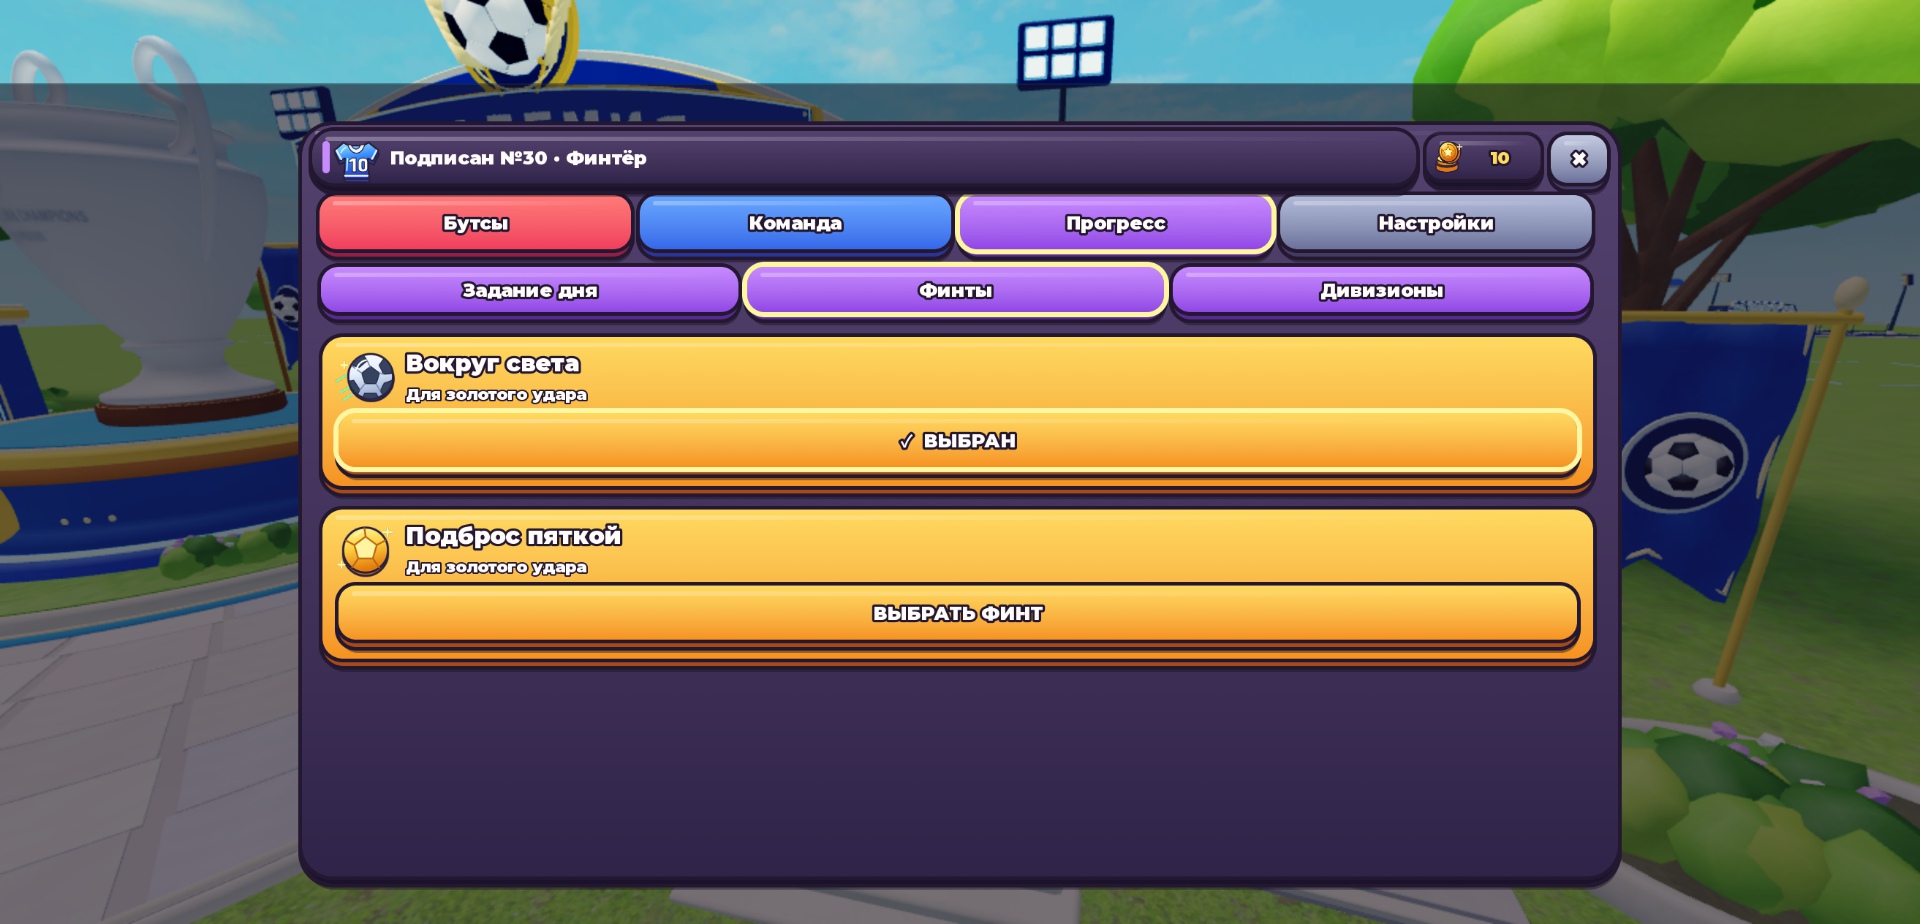 10
Подписан №30 • Финтёр
10
Бутсы
Команда
Прогресс
Настройки
Задание дня
Финты
Дивизионы
Вокруг света
Для золотого удара
✓ ВЫБРАН
Подброс пяткой
Для золотого удара
ВЫБРАТЬ ФИНТ